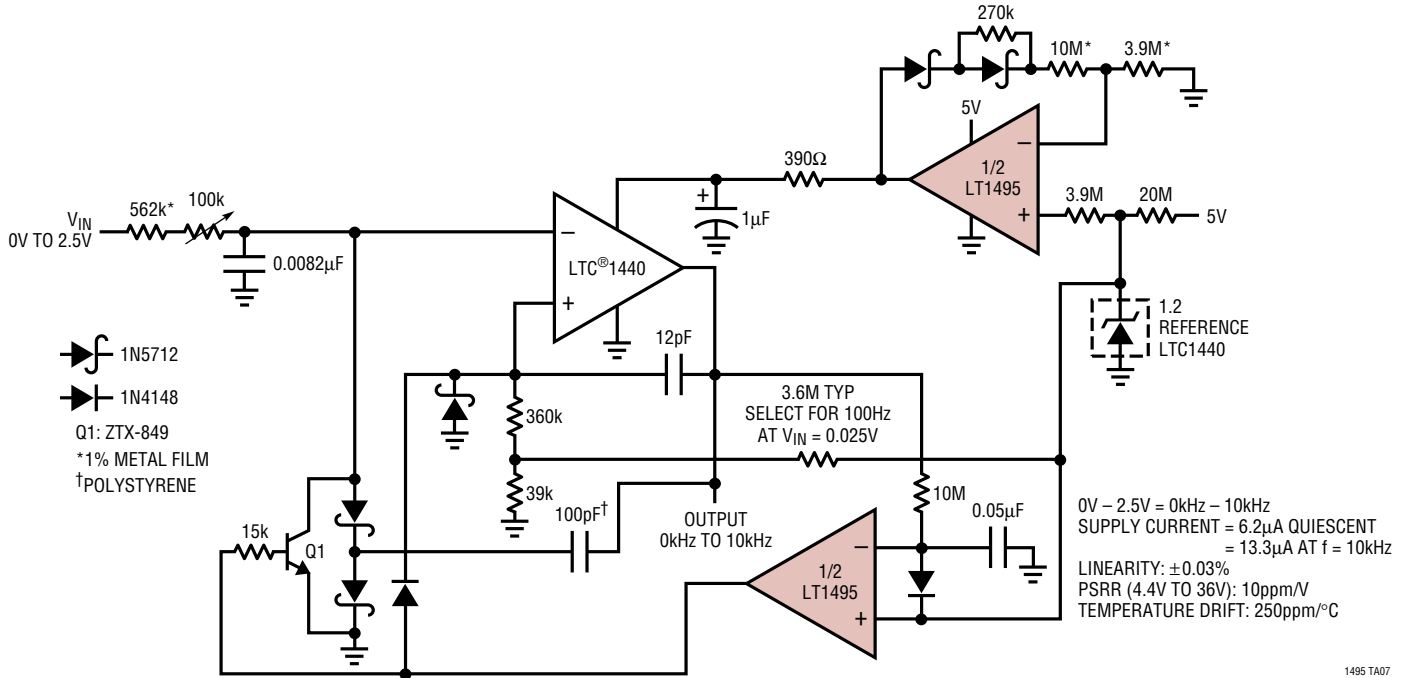 270k
10M*
3.9M*
5V
390Ω
–
1/2
LT1495
+
3.9M
20M
5V
562k*
100k
VIN
0V TO 2.5V
0.0082µF
+
1µF
–
LTC®1440
+
1.2
REFERENCE
LTC1440
12pF
1N5712
1N4148
Q1: ZTX-849
*1% METAL FILM
†POLYSTYRENE
360k
3.6M TYP
SELECT FOR 100Hz
AT VIN = 0.025V
39k
100pF†
OUTPUT
0kHz TO 10kHz
10M
0.05µF
15k
Q1
–
1/2
LT1495
+
0V – 2.5V = 0kHz – 10kHz
SUPPLY CURRENT = 6.2µA QUIESCENT
= 13.3µA AT f = 10kHz
LINEARITY: ±0.03%
PSRR (4.4V TO 36V): 10ppm/V
TEMPERATURE DRIFT: 250ppm/°C
1495 TA07